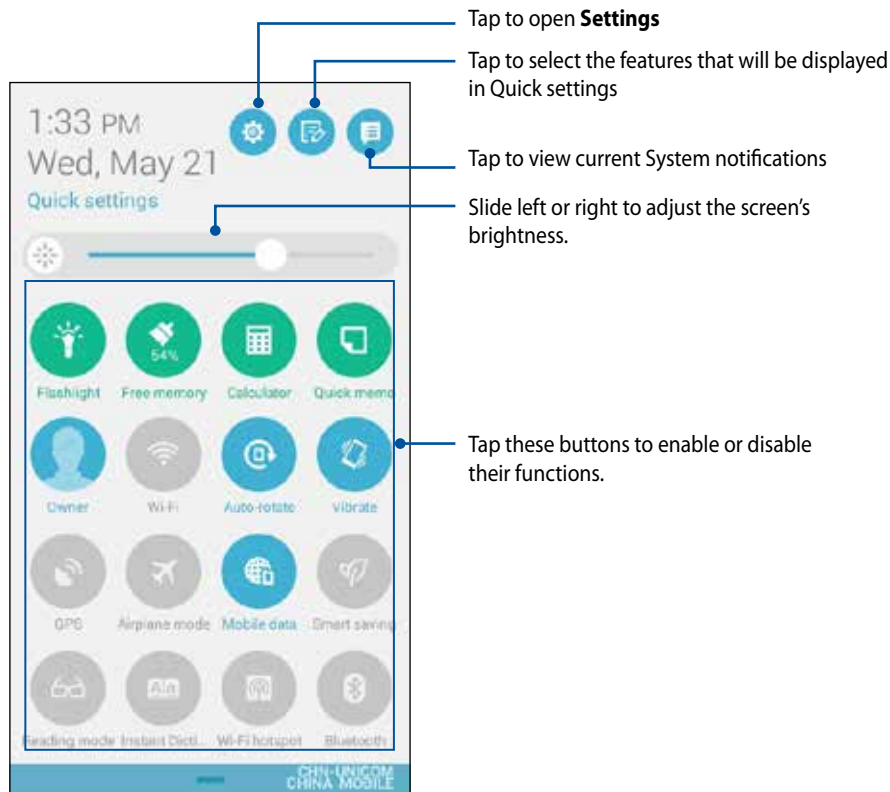 Tap to open Settings
Tap to select the features that will be displayed
in Quick settings
1:33 PM
Wed, May 21
Tap to view current System notifications
Quick settings
Slide left or right to adjust the screen's
brightness.
54%
Flashlight Free memory Calculator Quick memo
Tap these buttons to enable or disable
their functions.
Owner Wi-Fi Auto-rotate Vibrate
GPS Airplane mode Mobile data Smart saving
Reading mode Instant Dicti... Wi-Fi hotspot Bluetooth
CHN-UNICOM
CHINA MOBILE